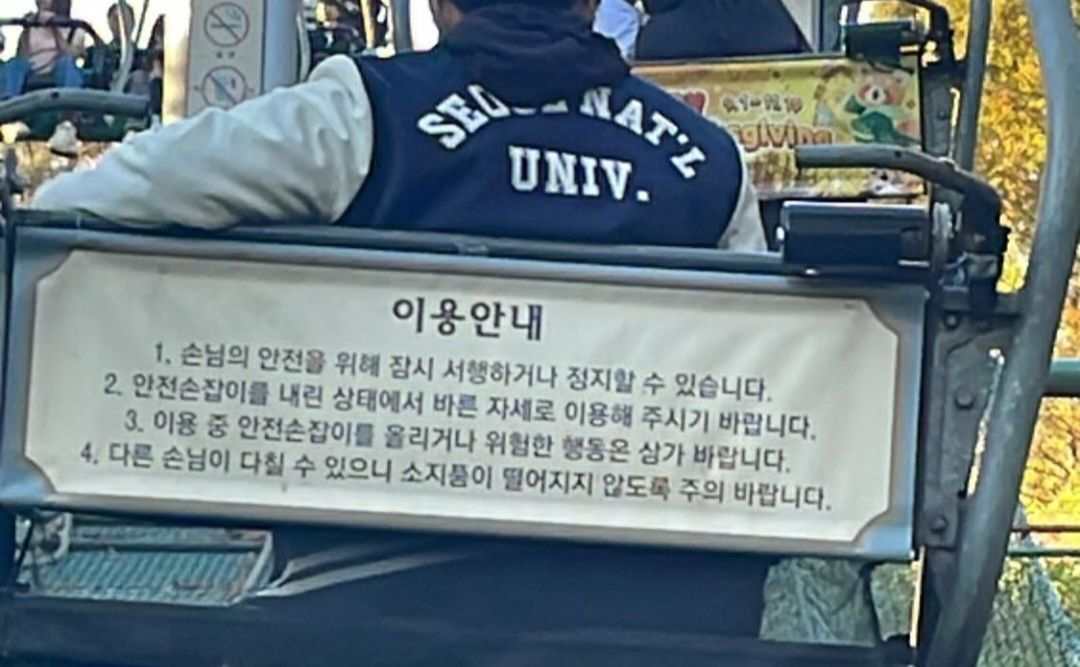 SEOUL NAT'L
UNIV.
이용안내
1. 손님의 안전을 위해 잠시 서행하거나 정지할 수 있습니다.
2. 안전손잡이를 내린 상태에서 바른 자세로 이용해 주시기 바랍니다.
3. 이용 중 안전손잡이를 올리거나 위험한 행동은 삼가 바랍니다.
4. 다른 손님이 다칠 수 있으니 소지품이 떨어지지 않도록 주의 바랍니다.